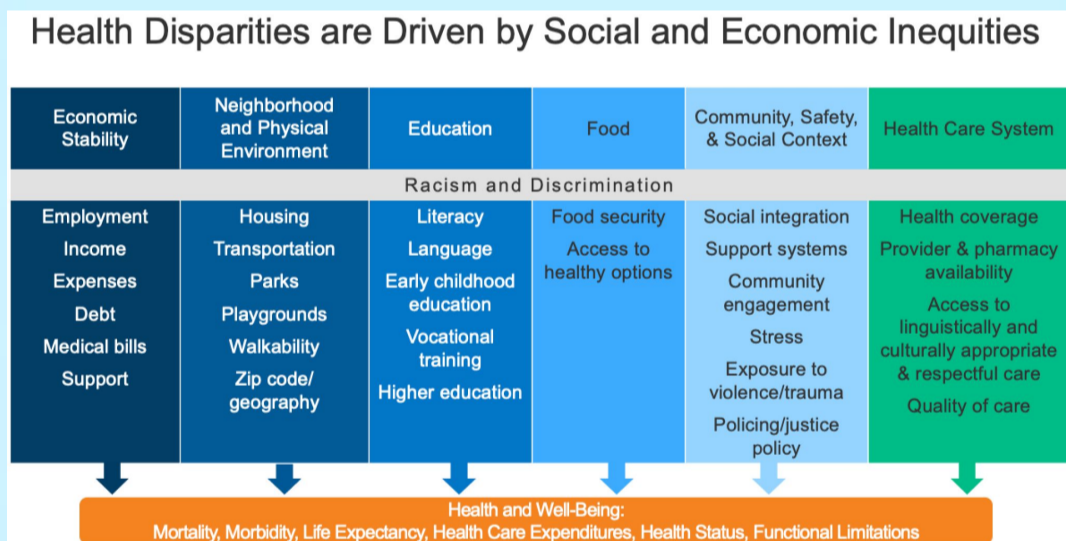 Health Disparities are Driven by Social and Economic Inequities
Economic
Stability
Neighborhood
and Physical
Environment
Education
Food
Community, Safety,
& Social Context
Health Care System
Racism and Discrimination
Employment
Income
Expenses
Debt
Medical bills
Support
Housing
Transportation
Parks
Playgrounds
Walkability
Zip code/
geography
Literacy
Language
Early childhood
education
Vocational
training
Higher education
Food security
Access to
healthy options
Social integration
Support systems
Community
engagement
Stress
Exposure to
violence/trauma
Policing/justice
policy
Health coverage
Provider & pharmacy
availability
Access to
linguistically and
culturally appropriate
& respectful care
Quality of care
Health and Well-Being:
Mortality, Morbidity, Life Expectancy, Health Care Expenditures, Health Status, Functional Limitations